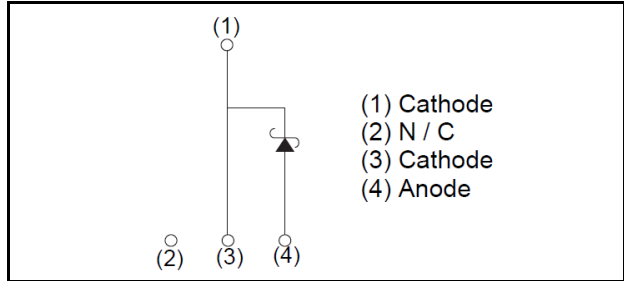 (1)
(1) Cathode
(2) N / C
(3) Cathode
(4) Anode
(2) (3) (4)